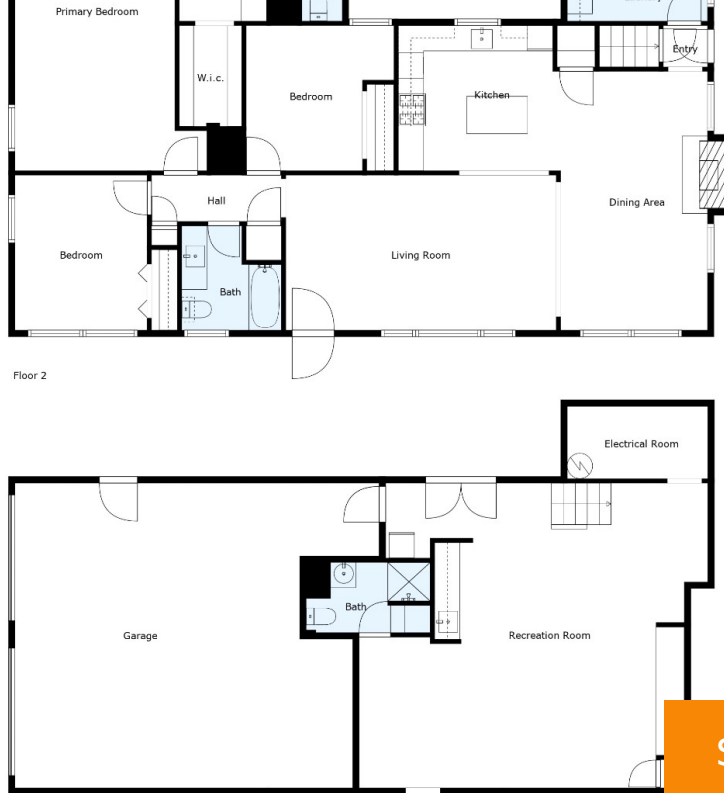 Primary Bedroom
Entry
W.i.c.
Bedroom
Kitchen
Hall
Dining Area
Bedroom
Living Room
Bath
Floor 2
Electrical Room
Bath
Garage
Recreation Room
S